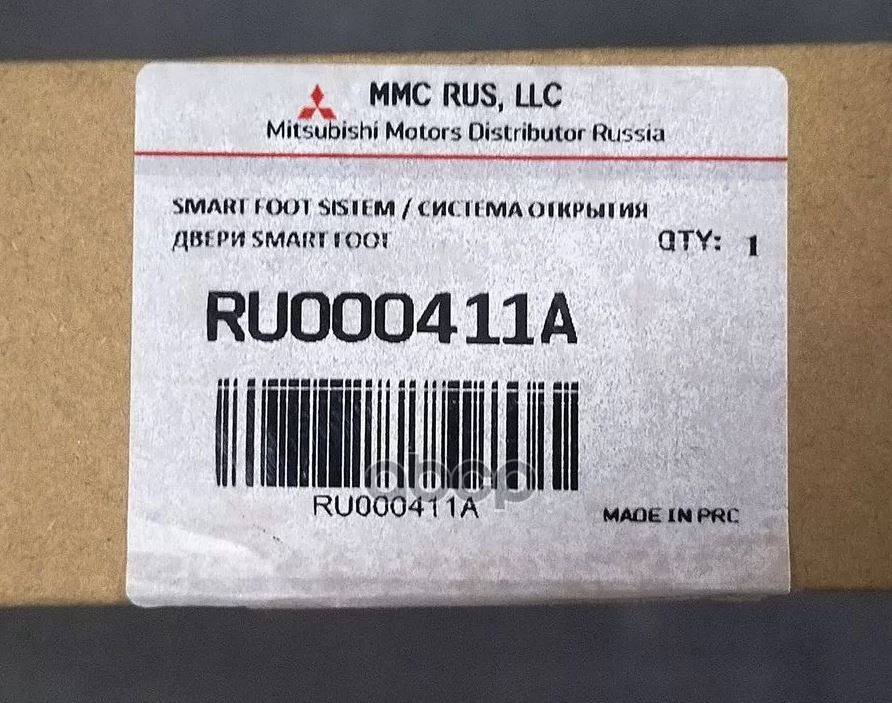 MMC RUS, LLC
Mitsubishi Motors Distributor Russia
SMART FOOT SISTEM / СИСТЕМА ОТКРЫТИЯ
ДВЕРИ SMART FOOT
QTY: 1
RU000411A
abcp
RU000411A
MADE IN PRC